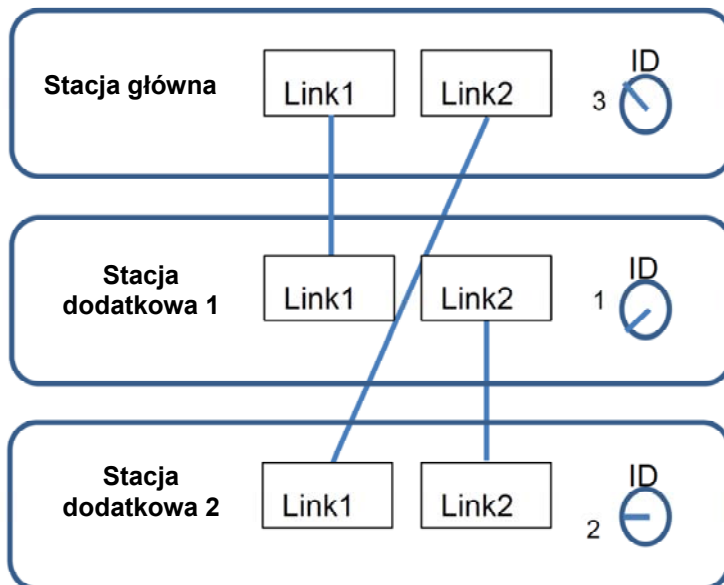 Stacja główna
Link1
Link2
ID
3
Stacja
dodatkowa 1
Link1
Link2
ID
1
Stacja
dodatkowa 2
Link1
Link2
ID
2